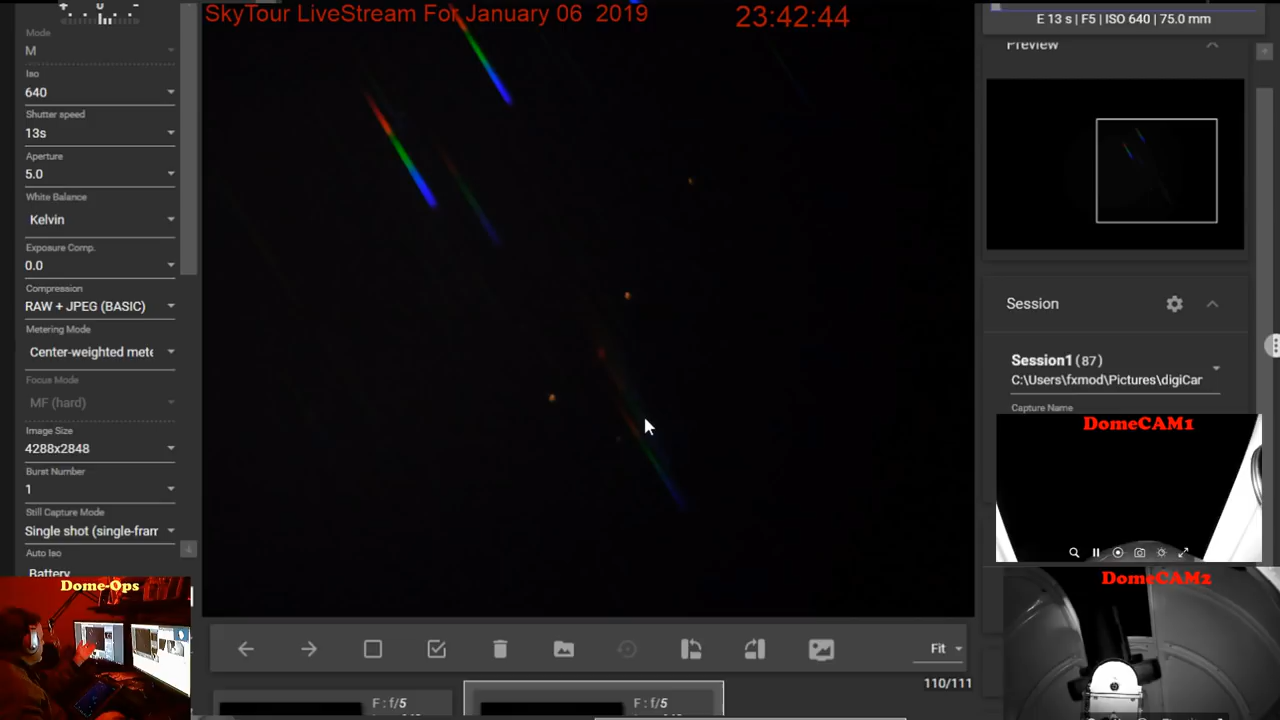 SkyTour LiveStream For January 06 2019
23:42:44
E 13 s | F5 | ISO 640 | 75.0 mm
Mode
M
Iso
640
Shutter speed
13s
Aperture
5.0
White Balance
Kelvin
Exposure Comp.
0.0
Compression
RAW + JPEG (BASIC)
Metering Mode
Center-weighted mete
Focus Mode
MF (hard)
Image Size
4288x2848
Burst Number
1
Still Capture Mode
Single shot (single-fram
Auto Iso
Battery
Dome-Ops
Fit
110/111
F : f/5
F : f/5
Preview
Session
Session1 (87)
C:\Users\fxmod\Pictures\digiCar
Capture Name
DomeCAM1
DomeCAM2